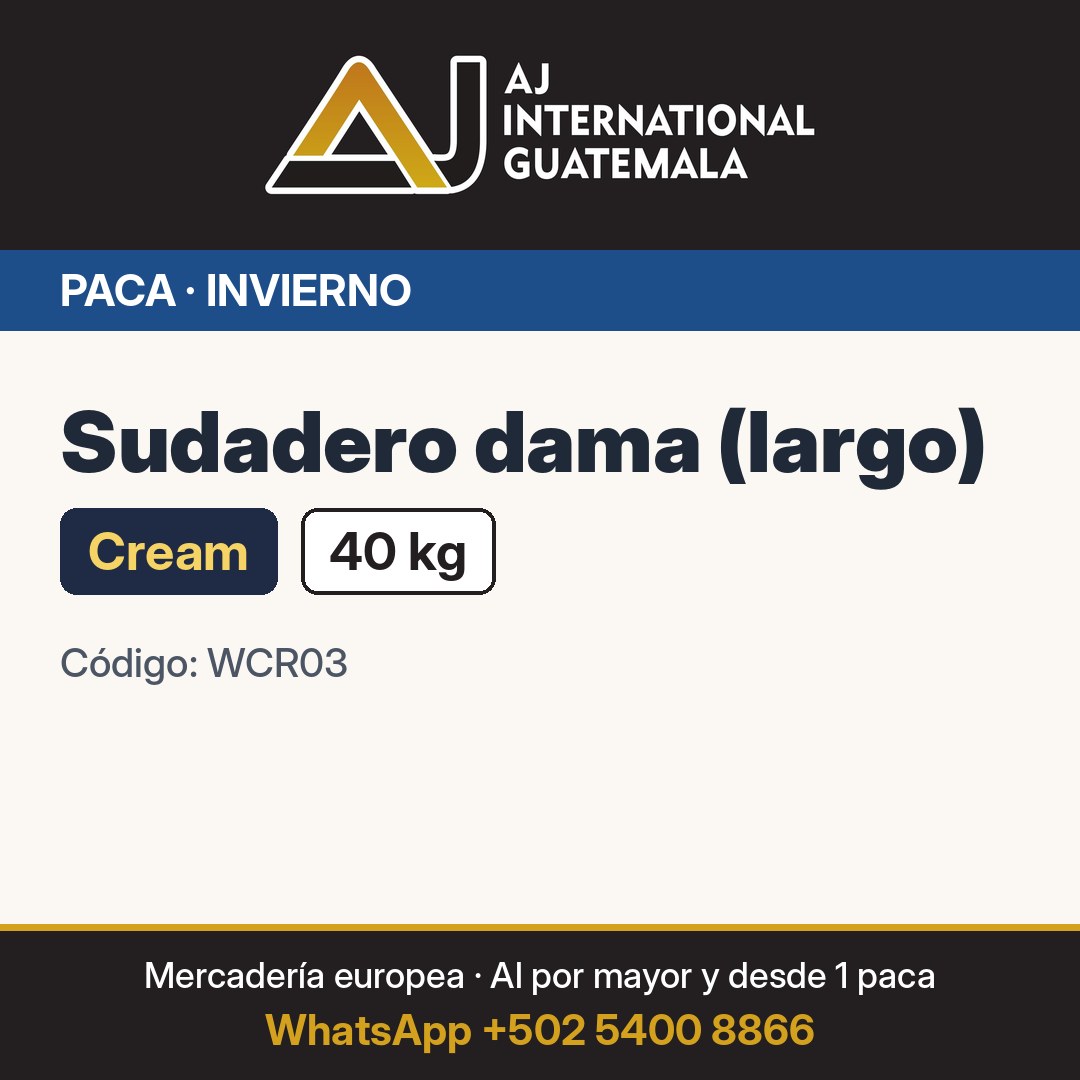 AJ
AJ
INTERNATIONAL
GUATEMALA
PACA · INVIERNO
Sudadero dama (largo)
Cream
40 kg
Código: WCR03
Mercadería europea · Al por mayor y desde 1 paca
WhatsApp +502 5400 8866